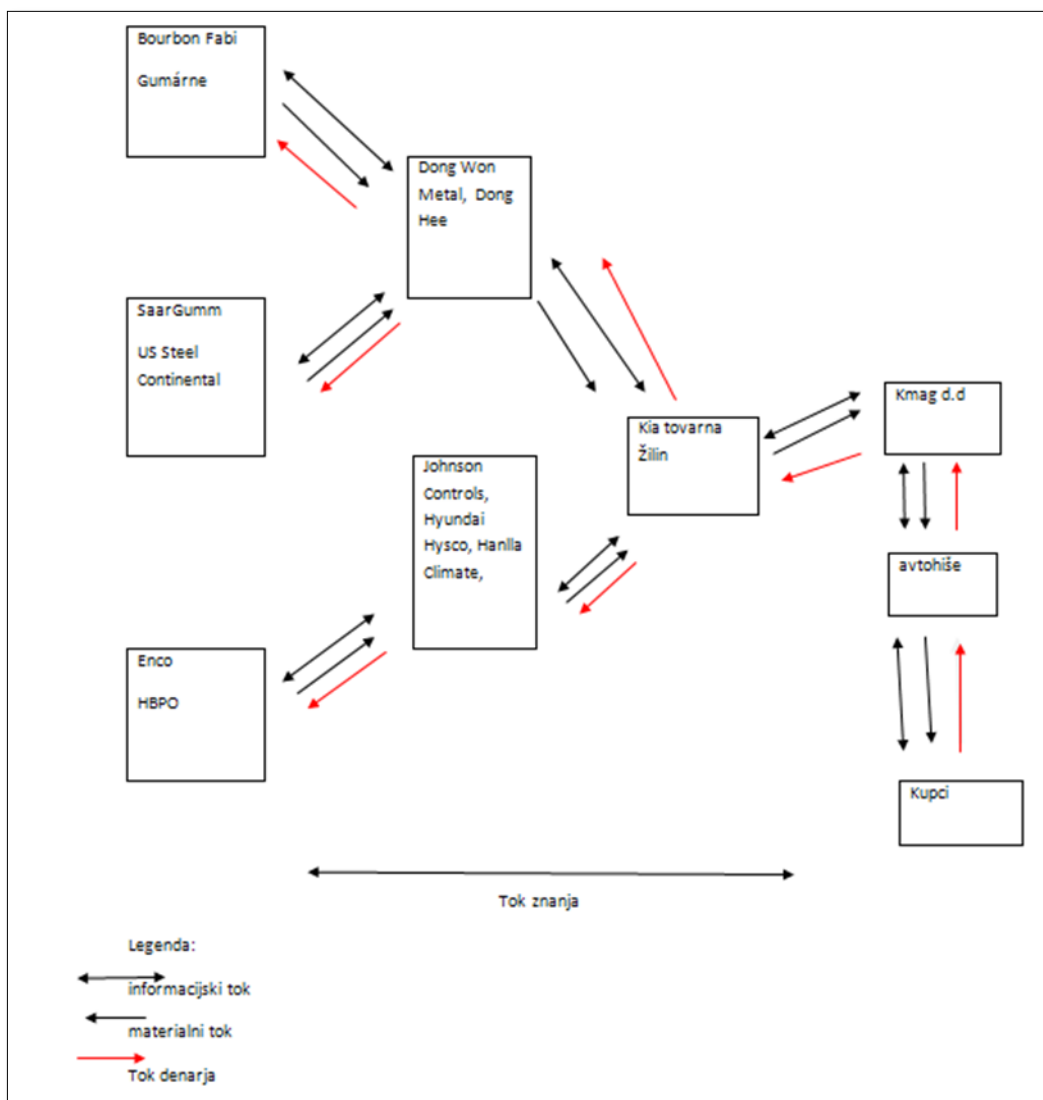 Bourbon Fabi
Gumárne
Dong Won
Metal, Dong
Hee
SaarGumm
US Steel
Continental
Kia tovarna
Žilin
Kmag d.d
Johnson
Controls,
Hyundai
Hysco, Hanlla
Climate,
avtohiše
Enco
HBPO
Kupci
Tok znanja
Legenda:
informacijski tok
materialni tok
Tok denarja